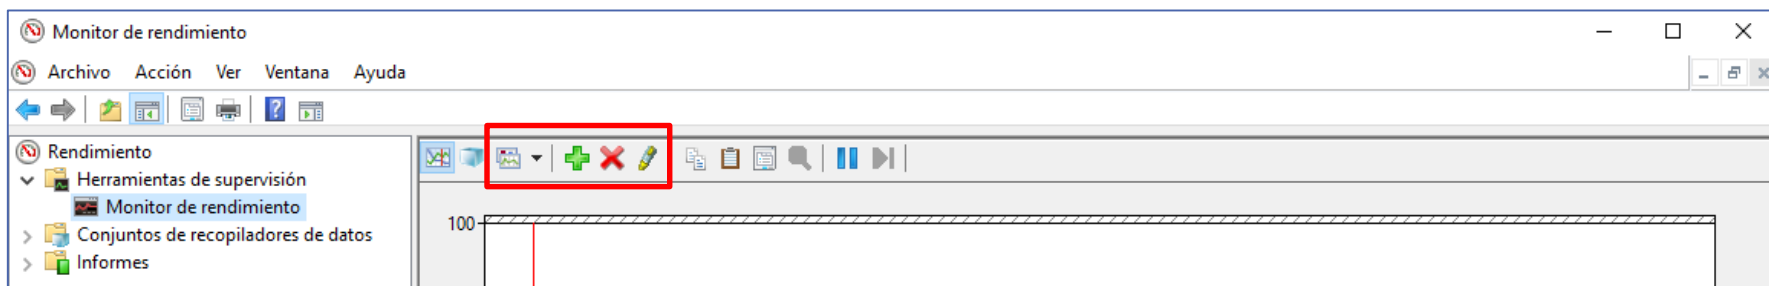 Monitor de rendimiento
Archivo Acción Ver Ventana Ayuda
Rendimiento
Herramientas de supervisión
Monitor de rendimiento
Conjuntos de recopiladores de datos
Informes
100